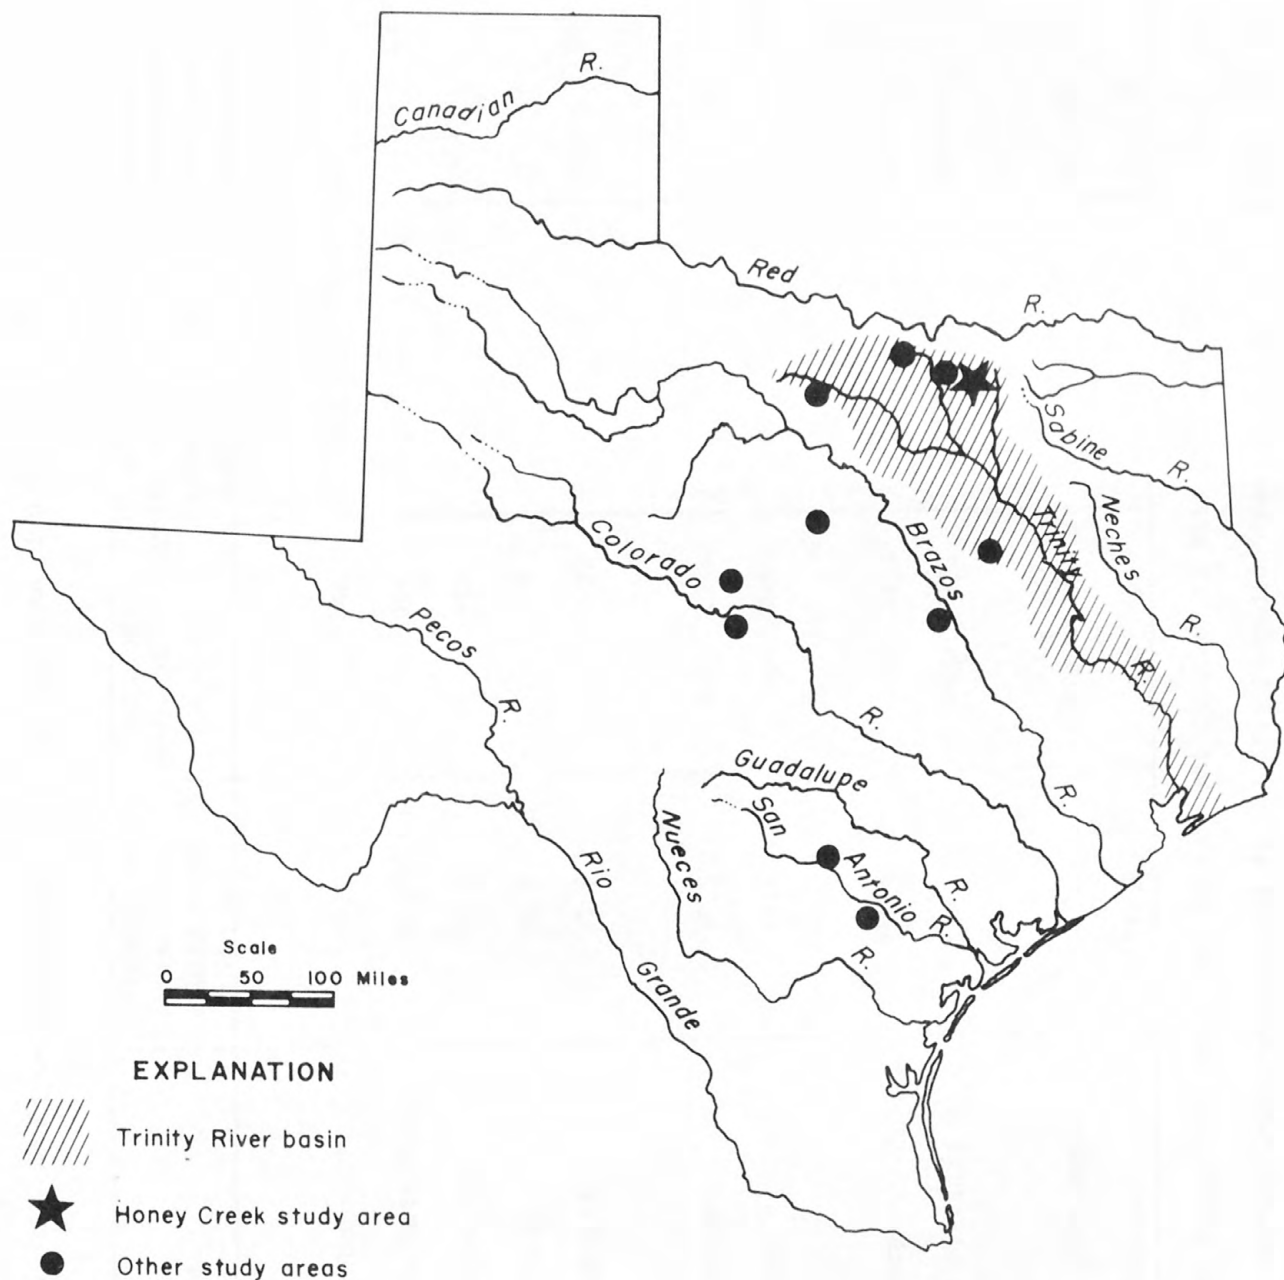 Canadian R.
Red R.
Sabine R.
Neches R.
Trinity R.
Brazos R.
Colorado R.
Pecos R.
Guadalupe R.
San Antonio R.
Nueces R.
Rio Grande
Scale
0 50 100 Miles
EXPLANATION
Trinity River basin
Honey Creek study area
Other study areas